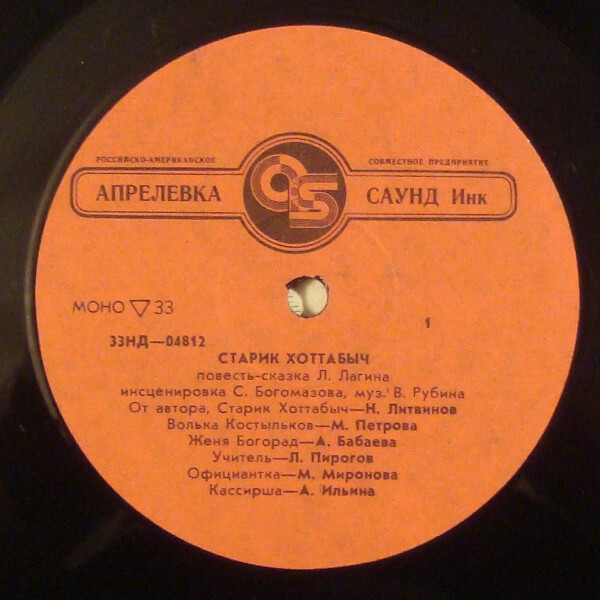 РОССИЙСКО-АМЕРИКАНСКОЕ
СОВМЕСТНОЕ ПРЕДПРИЯТИЕ
АПРЕЛЕВКА
САУНД Инк
МОНО ▽ 33
1
33НД—04812
СТАРИК ХОТТАБЫЧ
повесть-сказка Л. Лагина
инсценировка С. Богомазова, муз. В. Рубина
От автора, Старик Хоттабыч—Н. Литвинов
Волька Костыльков—М. Петрова
Женя Богорад—А. Бабаева
Учитель—Л. Пирогов
Официантка—М. Миронова
Кассирша—А. Ильина